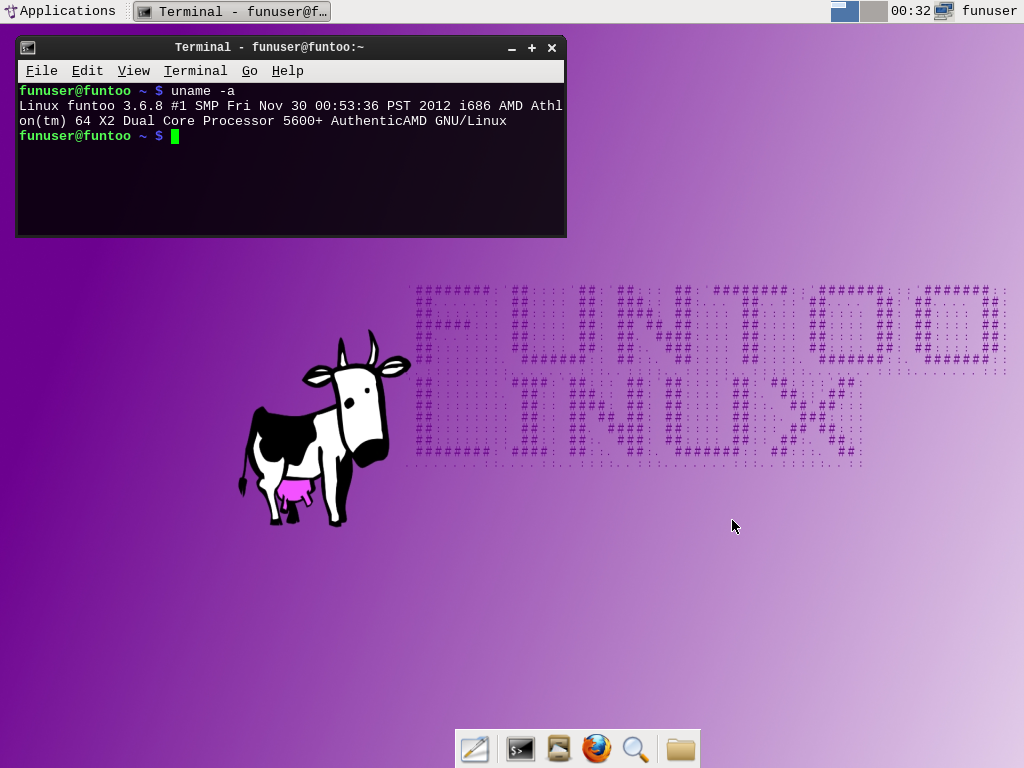 Applications
Terminal - funuser@f…
00:32
funuser
Terminal - funuser@funtoo:~
File Edit View Terminal Go Help
funuser@funtoo ~ $ uname -a
Linux funtoo 3.6.8 #1 SMP Fri Nov 30 00:53:36 PST 2012 i686 AMD Athl
on(tm) 64 X2 Dual Core Processor 5600+ AuthenticAMD GNU/Linux
funuser@funtoo ~ $
FUNTOO
LINUX